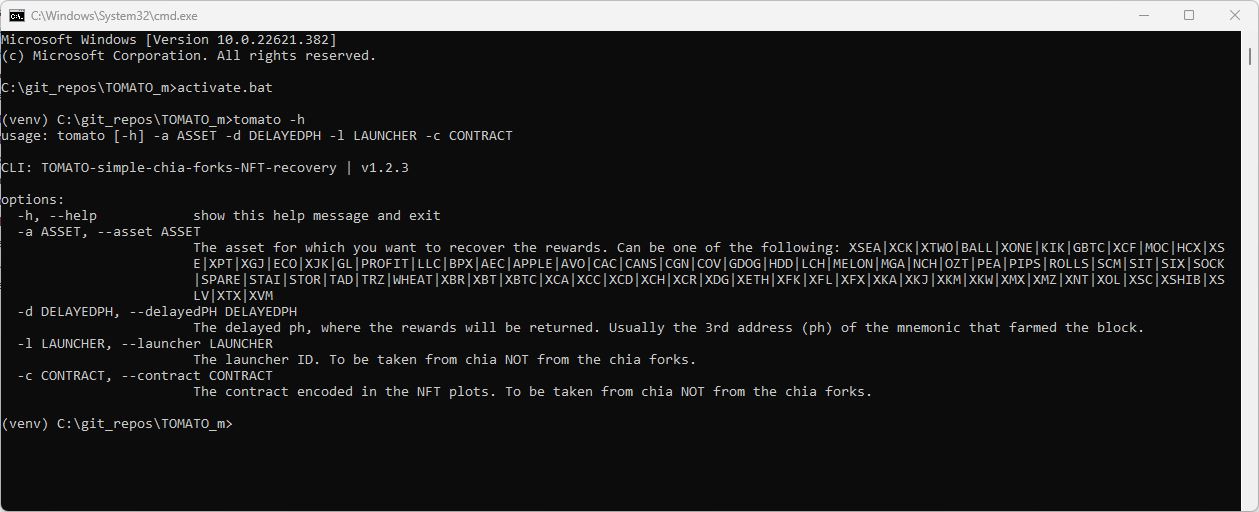 C:\Windows\System32\cmd.exe
Microsoft Windows [Version 10.0.22621.382]
(c) Microsoft Corporation. All rights reserved.
C:\git_repos\TOMATO_m>activate.bat
(venv) C:\git_repos\TOMATO_m>tomato -h
usage: tomato [-h] -a ASSET -d DELAYEDPH -l LAUNCHER -c CONTRACT
CLI: TOMATO-simple-chia-forks-NFT-recovery | v1.2.3
options:
-h, --help show this help message and exit
-a ASSET, --asset ASSET
The asset for which you want to recover the rewards. Can be one of the following: XSEA|XCK|XTWO|BALL|XONE|KIK|GBTC|XCF|MOC|HCX|XS
E|XPT|XGJ|ECO|XJK|GL|PROFIT|LLC|BPX|AEC|APPLE|AVO|CAC|CANS|CGN|COV|GDOG|HDD|LCH|MELON|MGA|NCH|OZT|PEA|PIPS|ROLLS|SCM|SIT|SIX|SOCK
|SPARE|STAI|STOR|TAD|TRZ|WHEAT|XBR|XBT|XBTC|XCA|XCC|XCD|XCH|XCR|XDG|XETH|XFK|XFL|XFX|XKA|XKJ|XKM|XKW|XMX|XMZ|XNT|XOL|XSC|XSHIB|XS
LV|XTX|XVM
-d DELAYEDPH, --delayedPH DELAYEDPH
The delayed ph, where the rewards will be returned. Usually the 3rd address (ph) of the mnemonic that farmed the block.
-l LAUNCHER, --launcher LAUNCHER
The launcher ID. To be taken from chia NOT from the chia forks.
-c CONTRACT, --contract CONTRACT
The contract encoded in the NFT plots. To be taken from chia NOT from the chia forks.
(venv) C:\git_repos\TOMATO_m>